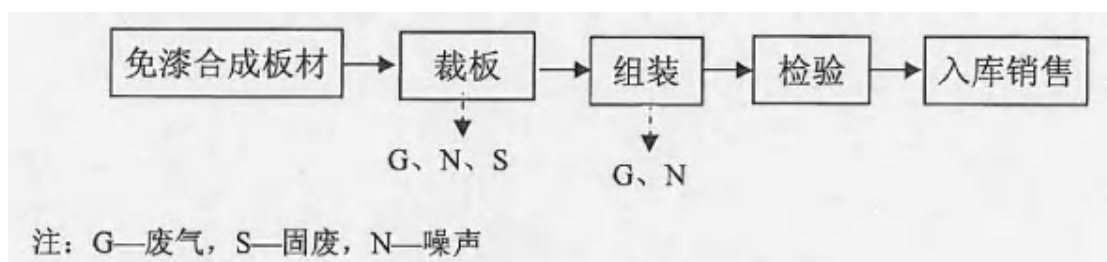 免漆合成板材 裁板 组装 检验 入库销售
G、N、S
G、N
注：G—废气，S—固废，N—噪声